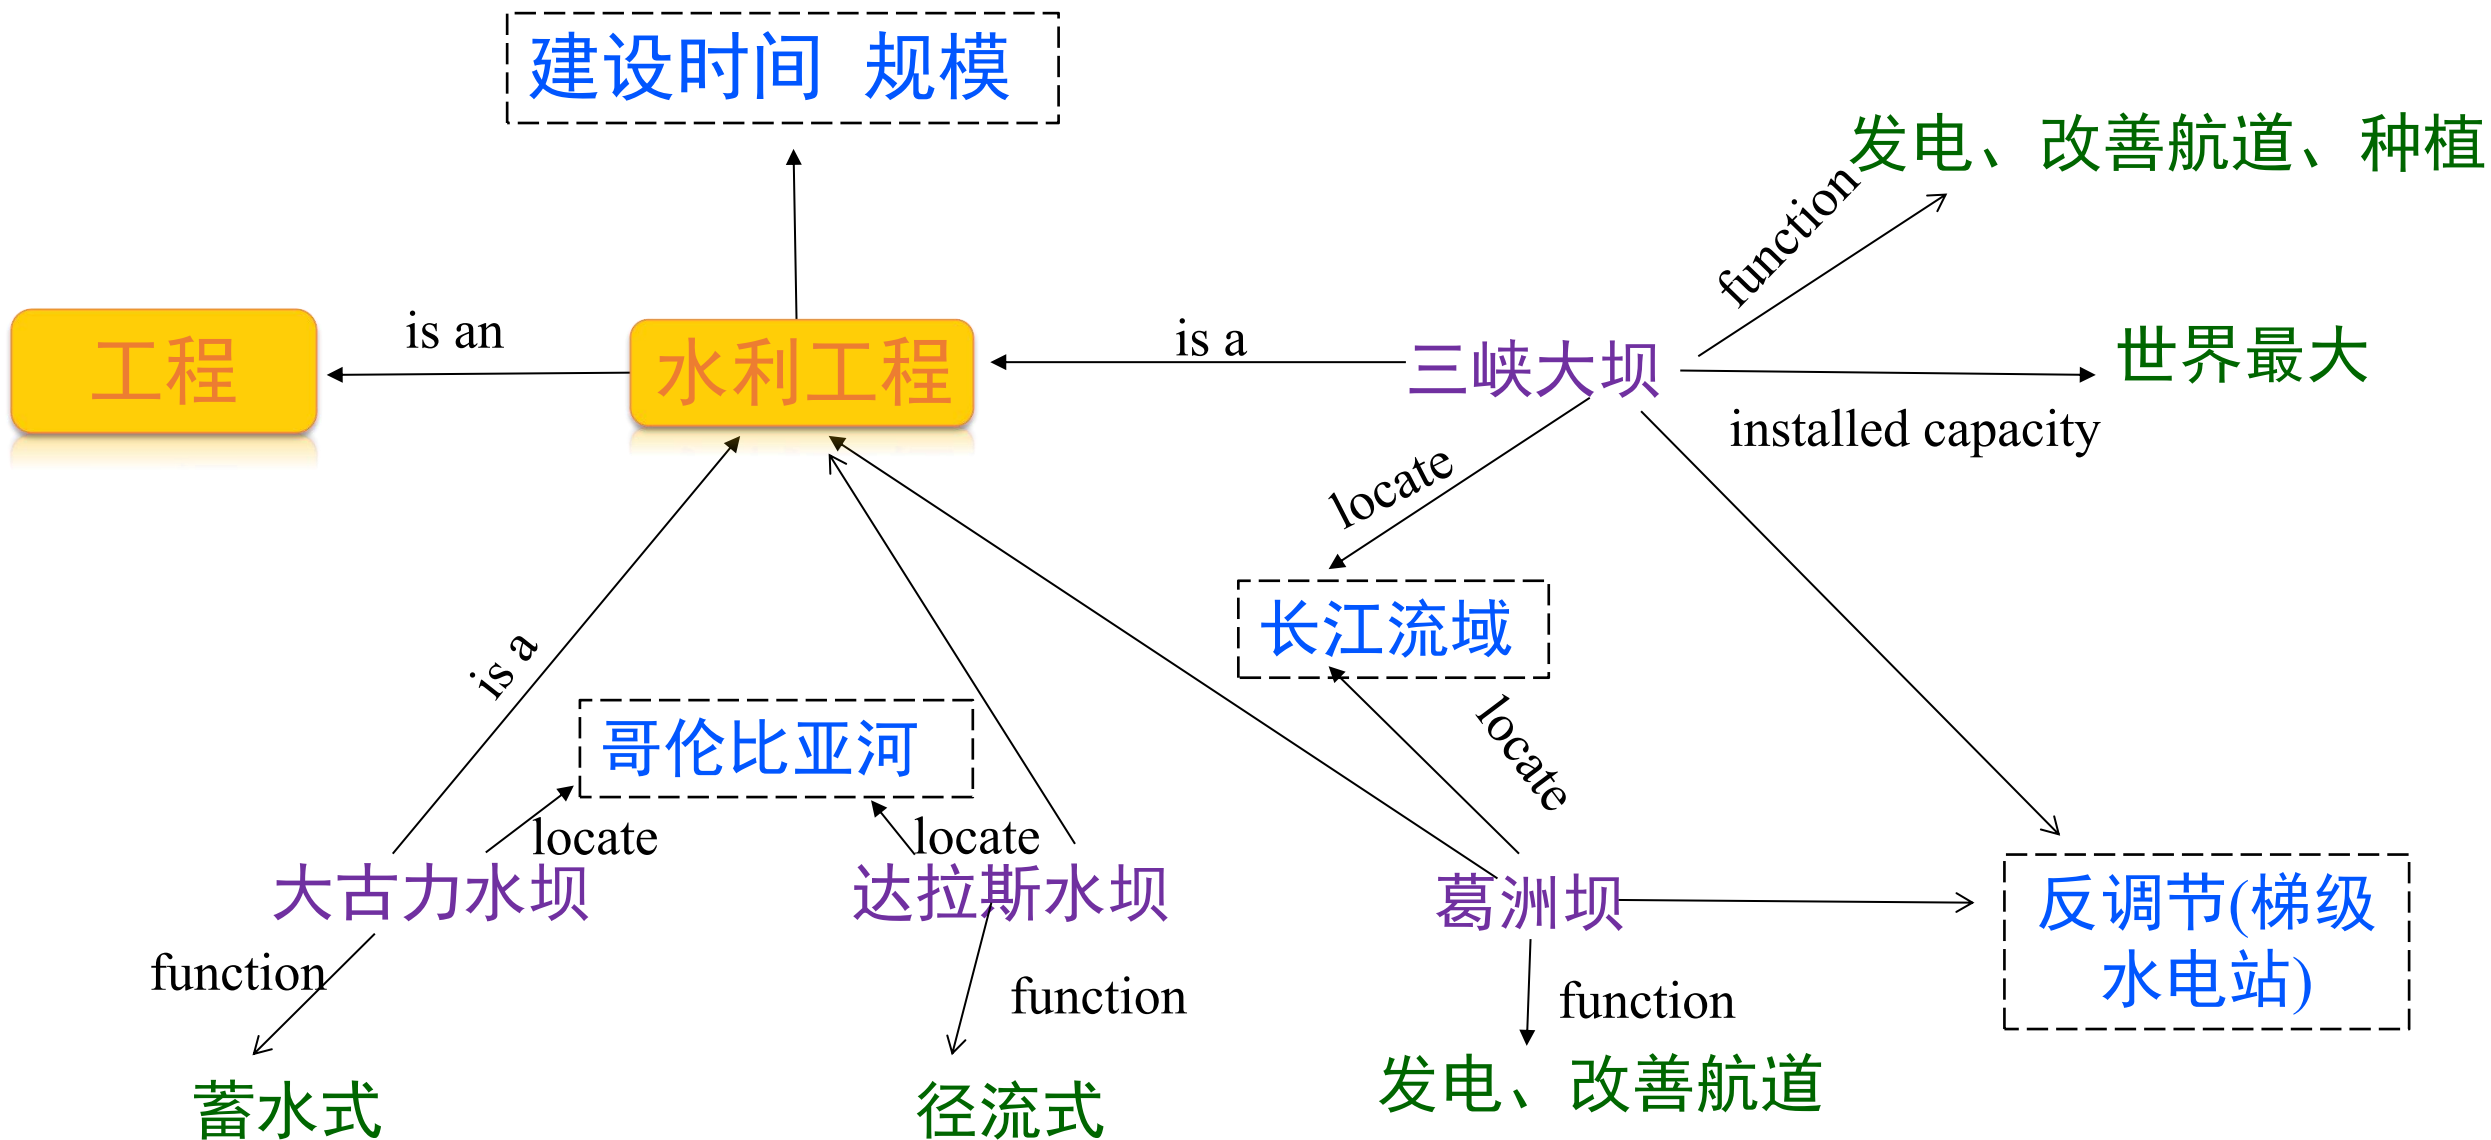 建设时间 规模
发电、改善航道、种植
function
工程
is an
水利工程
is a
三峡大坝
世界最大
installed capacity
locate
长江流域
is a
哥伦比亚河
locate
locate
locate
大古力水坝
达拉斯水坝
葛洲坝
反调节(梯级
水电站)
function
function
function
蓄水式
径流式
发电、改善航道